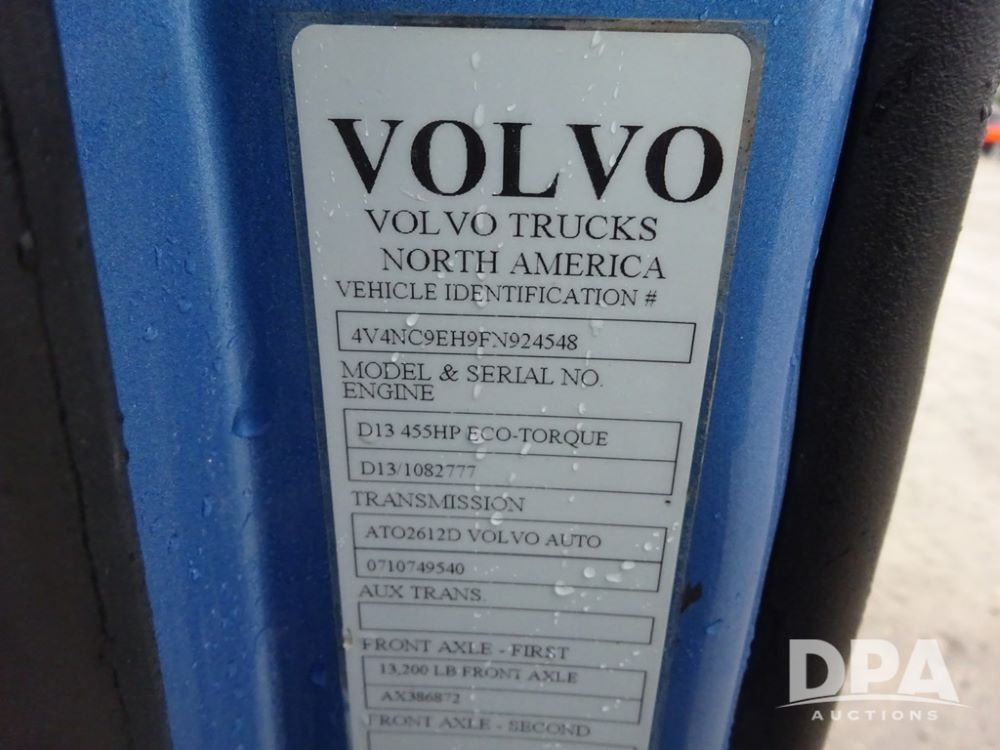 VOLVO
VOLVO TRUCKS
NORTH AMERICA
VEHICLE IDENTIFICATION #
4V4NC9EH9FN924548
MODEL & SERIAL NO.
ENGINE
D13 455HP ECO-TORQUE
D13/1082777
TRANSMISSION
ATO2612D VOLVO AUTO
0710749540
AUX TRANS.
FRONT AXLE - FIRST
13,200 LB FRONT AXLE
AX386872
FRONT AXLE - SECOND
DPA
AUCTIONS